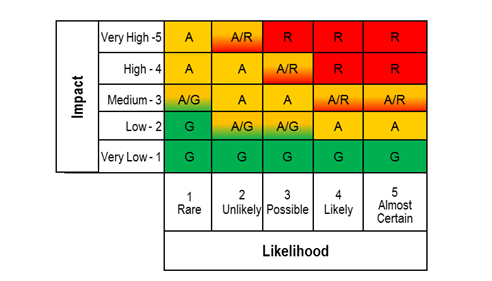 Impact
Very High -5 A A/R R R R
High - 4 A A A/R R R
Medium - 3 A/G A A A/R A/R
Low - 2 G A/G A/G A A
Very Low - 1 G G G G G
1 2 3 4 5
Rare Unlikely Possible Likely Almost
Certain
Likelihood